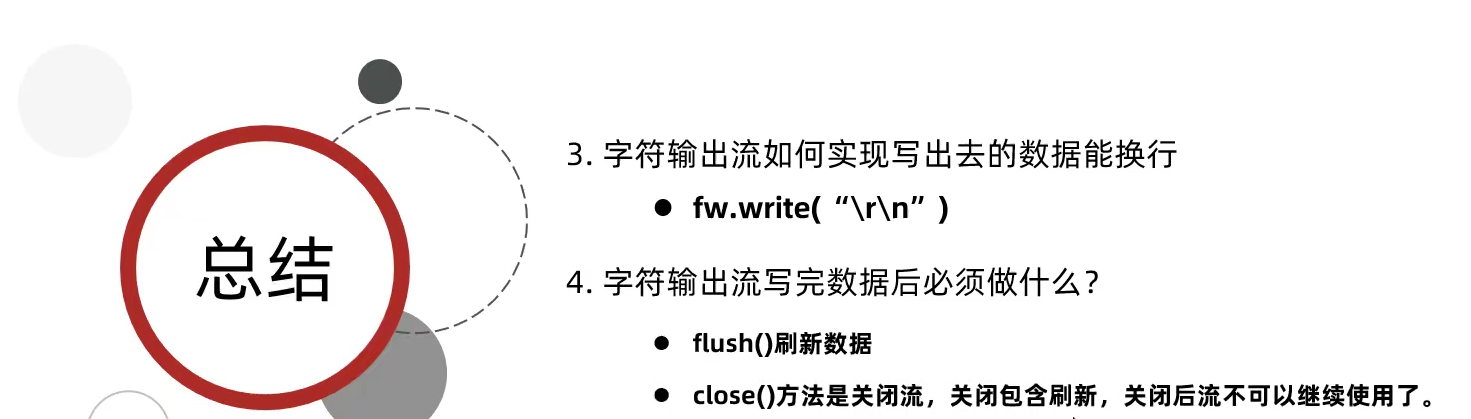 总结
3. 字符输出流如何实现写出去的数据能换行
● fw.write(“\r\n”)
4. 字符输出流写完数据后必须做什么？
● flush()刷新数据
● close()方法是关闭流，关闭包含刷新，关闭后流不可以继续使用了。